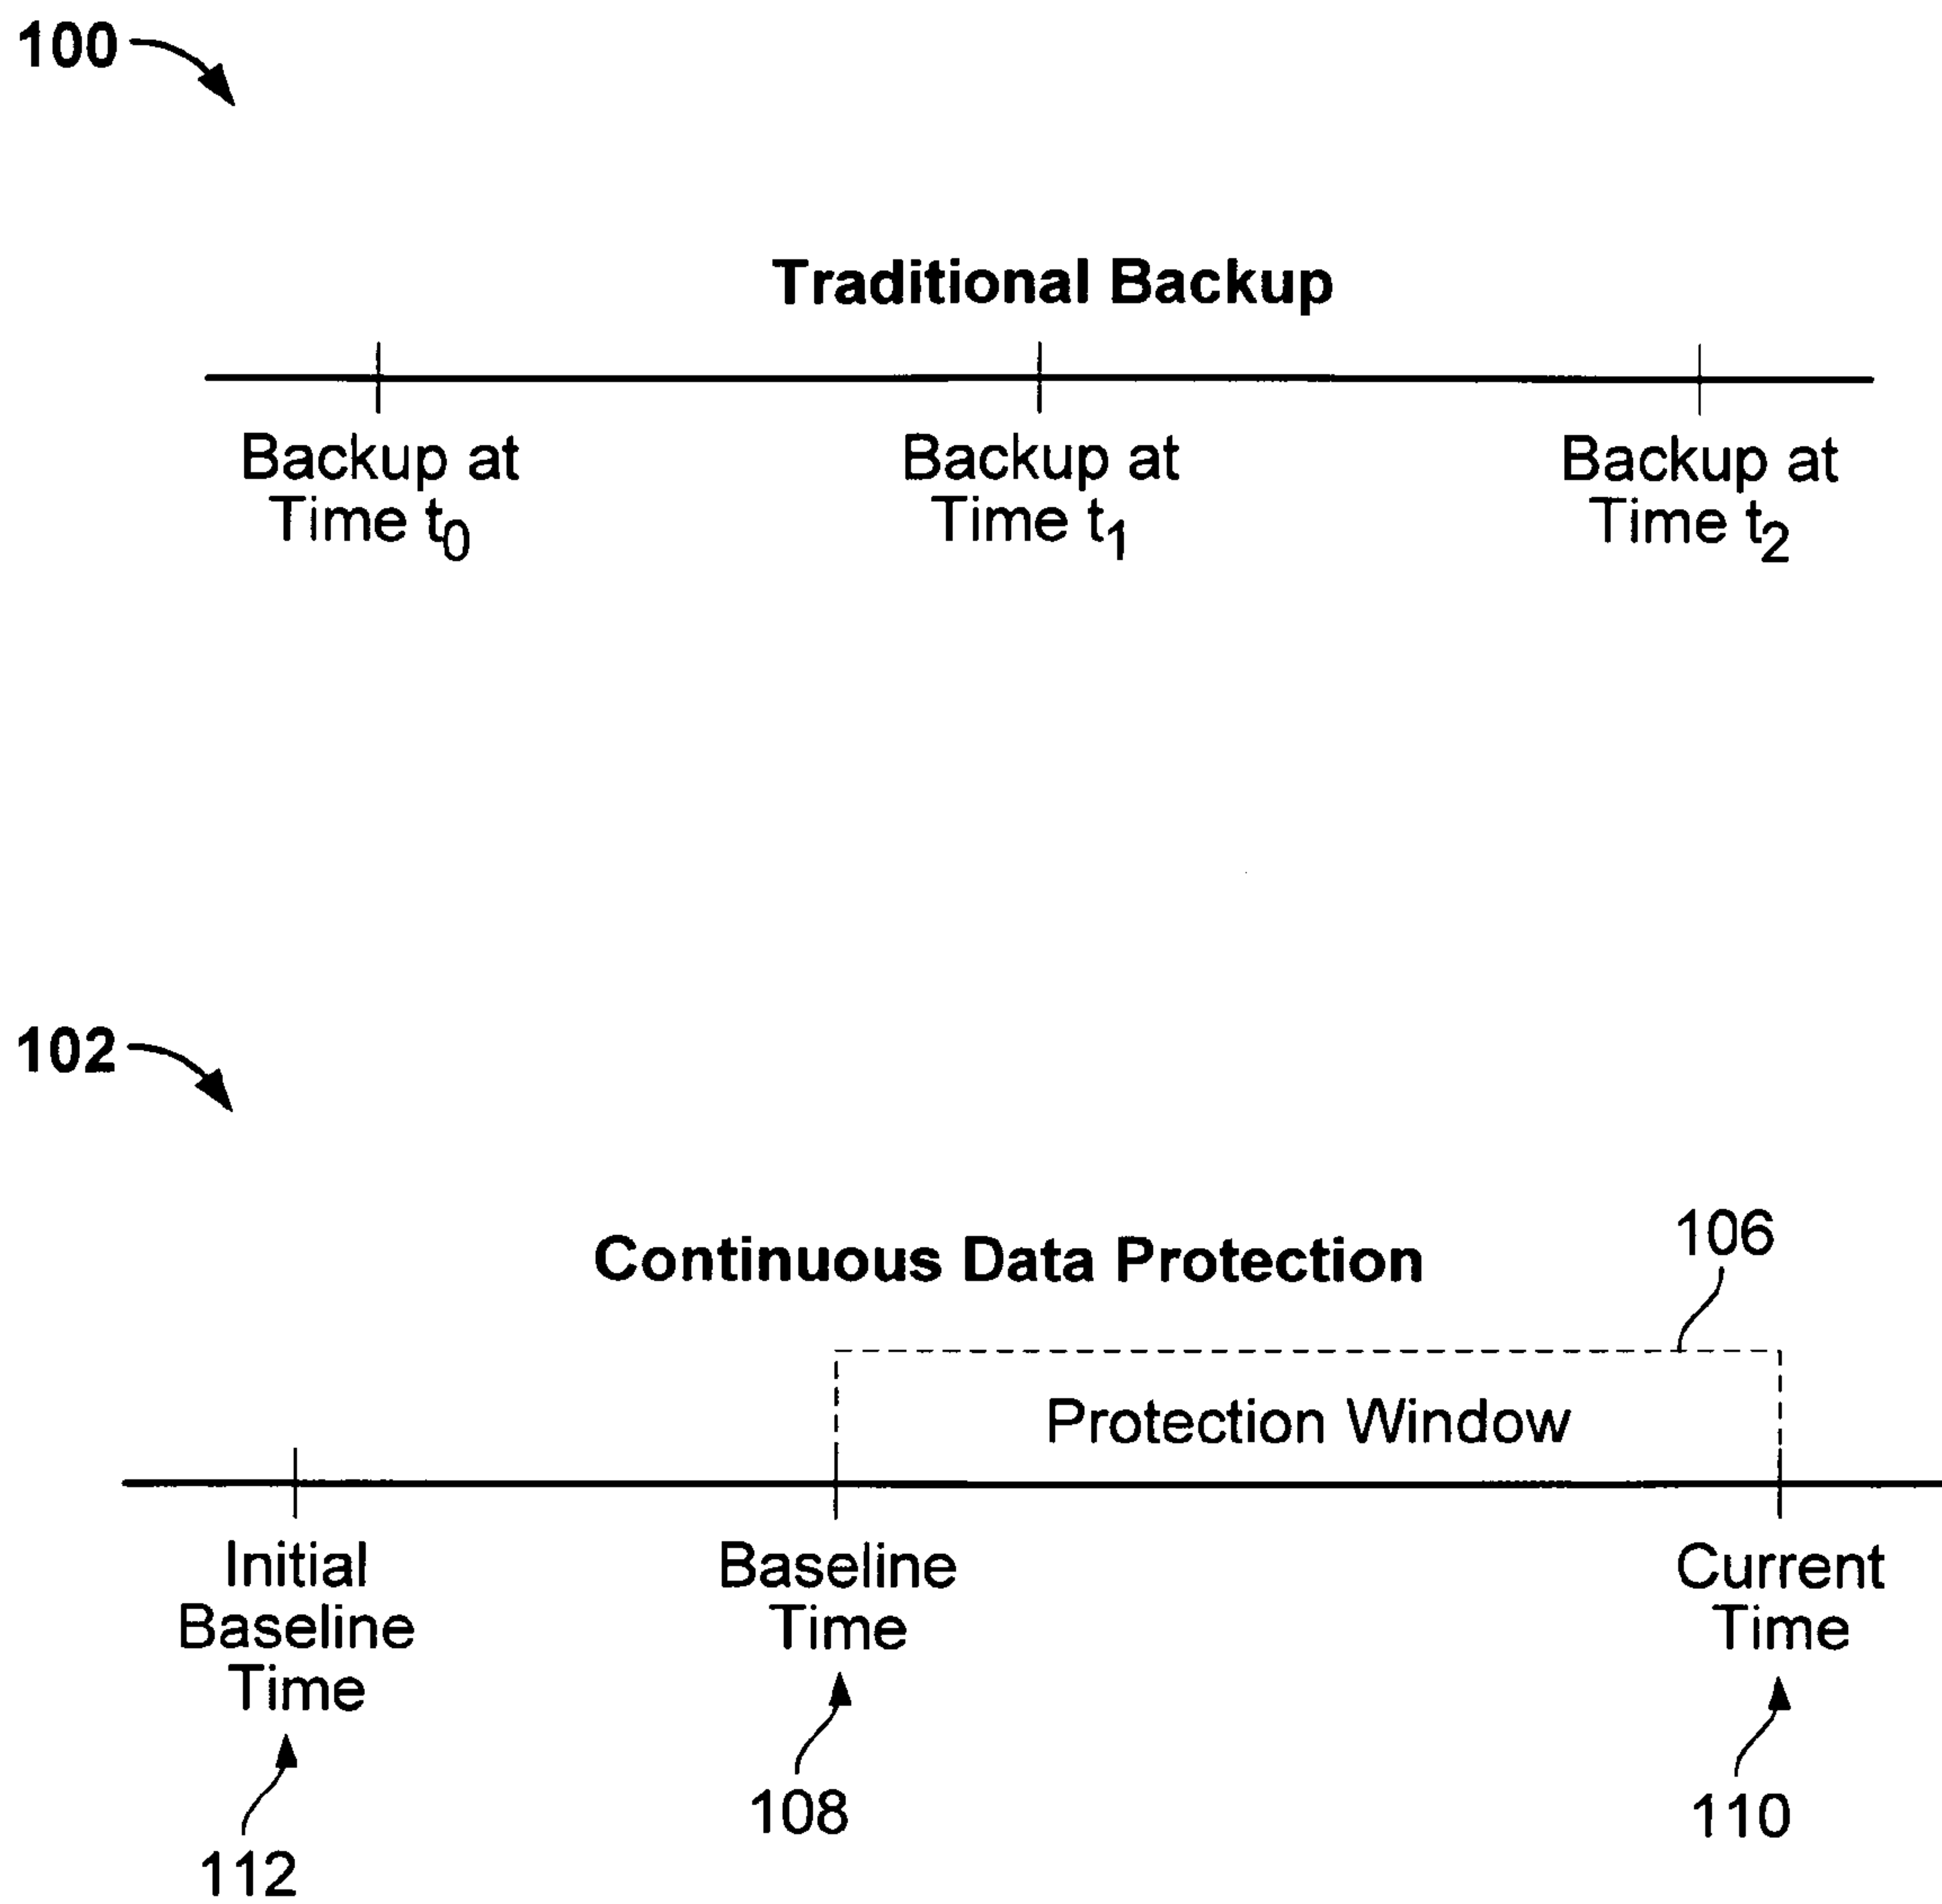 100
Traditional Backup
Backup at
Time t₀
Backup at
Time t₁
Backup at
Time t₂
102
Continuous Data Protection
106
Protection Window
Initial
Baseline
Time
Baseline
Time
Current
Time
112
108
110